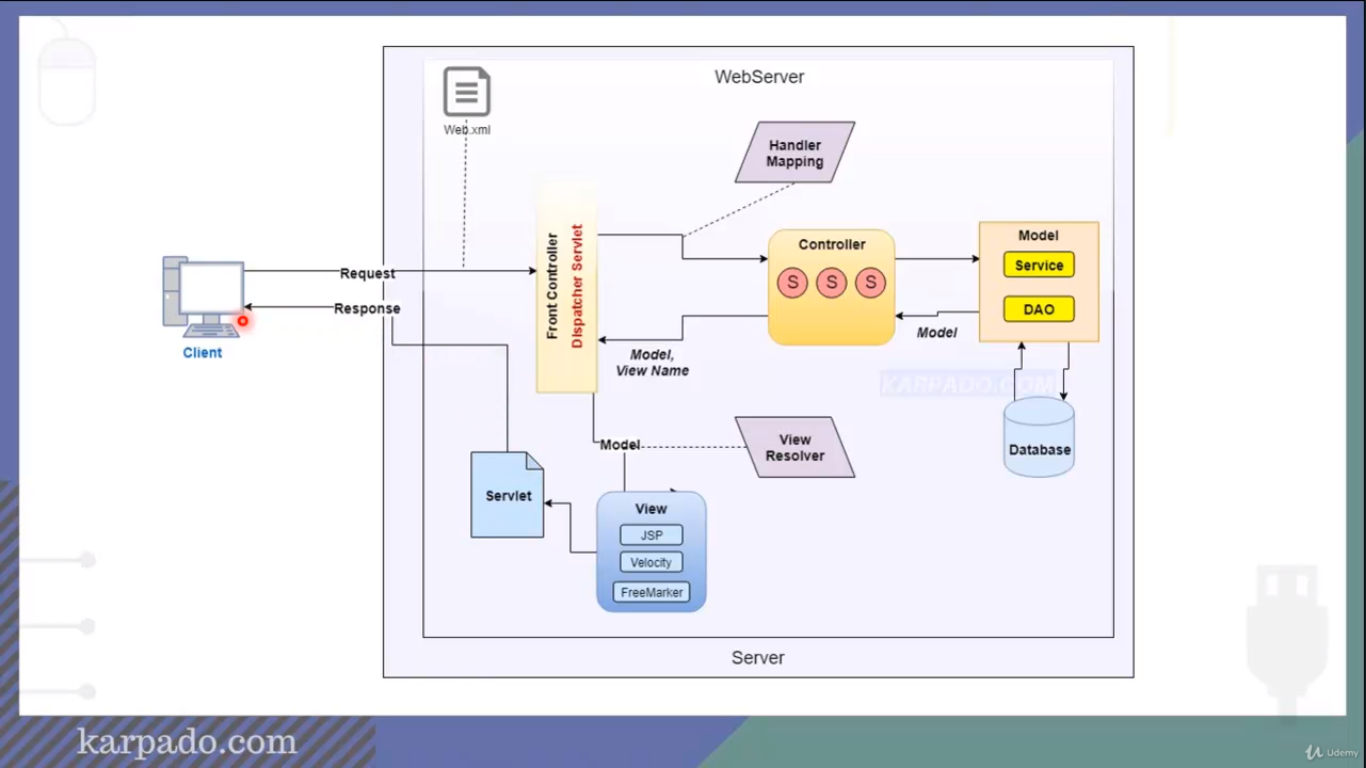 WebServer
Web.xml
Handler
Mapping
Front Controller
Dispatcher Servlet
Controller
S S S
Model
Service
DAO
Request
Response
Client
Model
Model,
View Name
KARPADO.COM
Model
View
Resolver
Database
Servlet
View
JSP
Velocity
FreeMarker
Server
karpado.com
Udemy